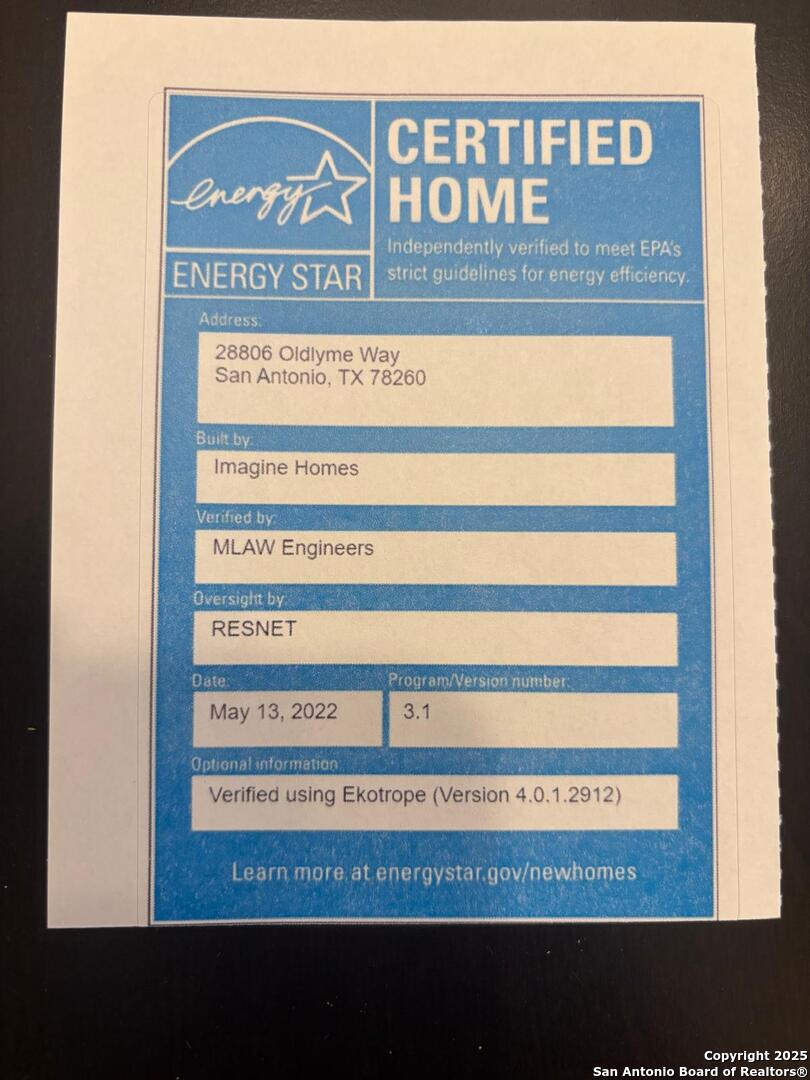 energy
ENERGY STAR
CERTIFIED
HOME
Independently verified to meet EPA's
strict guidelines for energy efficiency.
Address:
28806 Oldlyme Way
San Antonio, TX 78260
Built by:
Imagine Homes
Verified by:
MLAW Engineers
Oversight by:
RESNET
Date:
May 13, 2022
Program/Version number:
3.1
Optional information
Verified using Ekotrope (Version 4.0.1.2912)
Learn more at energystar.gov/newhomes
Copyright 2025
San Antonio Board of Realtors®